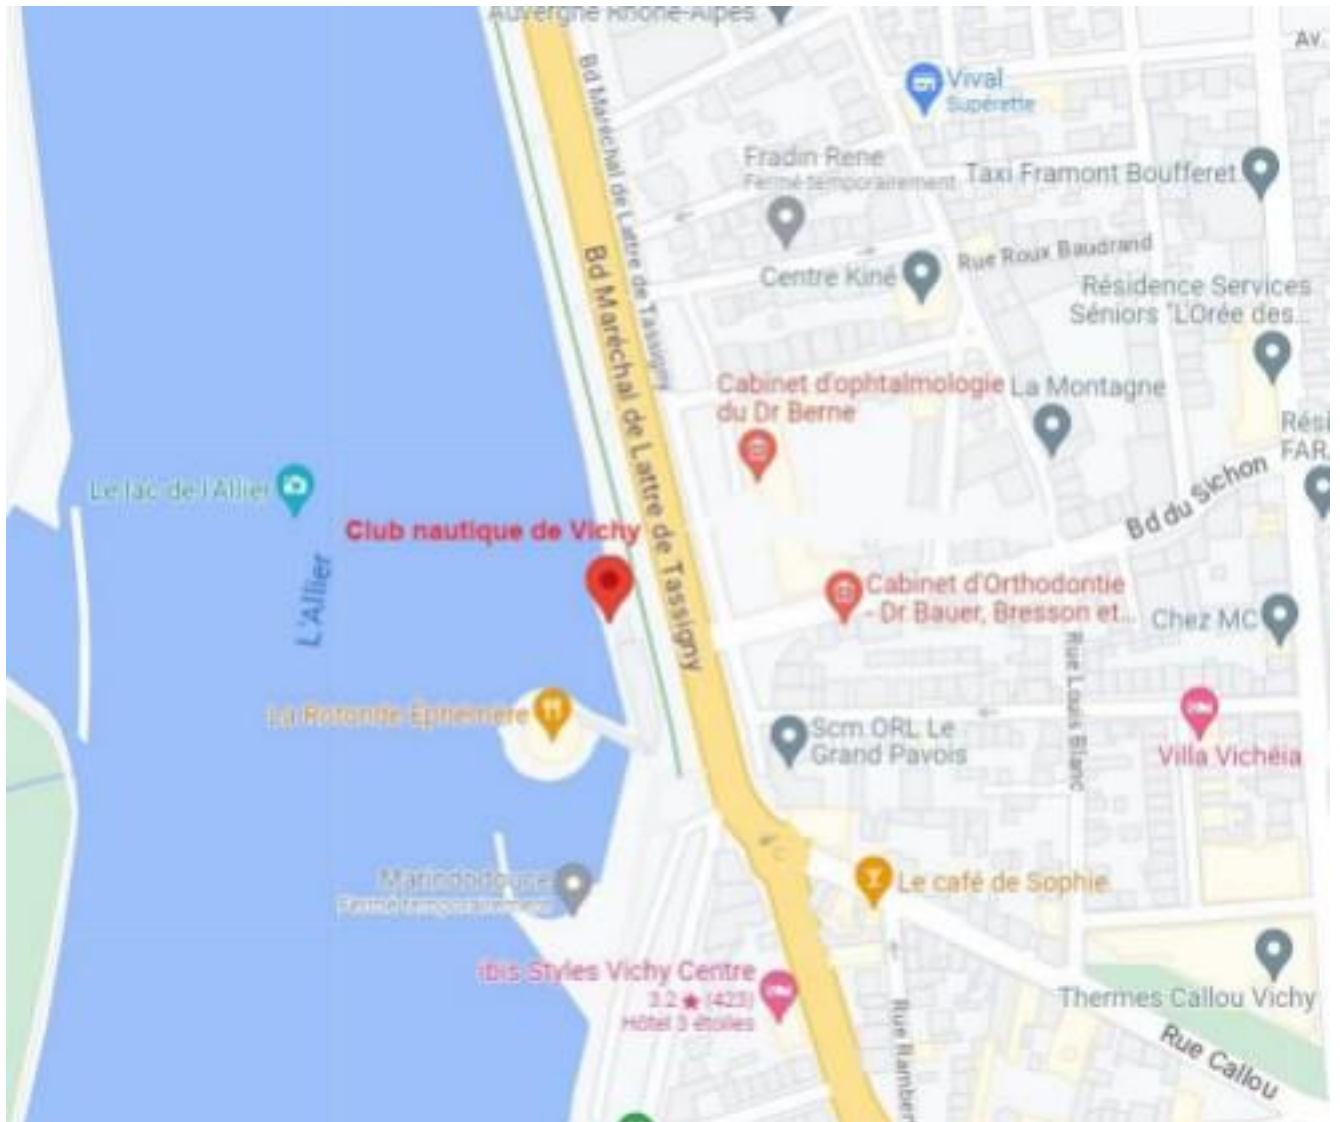 Auvergne Rhône-Alpes
Av.
Bd Maréchal de Lattre de Tassigny
Vival
Supérette
Fradin Rene
Fermé temporairement
Taxi Framont Boufferet
Rue Roux Baudrand
Centre Kiné
Résidence Services
Séniors "L'Orée des...
Bd Maréchal de Lattre de Tassigny
Cabinet d'ophtalmologie
du Dr Berne
La Montagne
Rési
FAR.
Bd du Sichon
Le lac de l'Allier
Club nautique de Vichy
L'Allier
Cabinet d'Orthodontie
- Dr Bauer, Bresson et...
Chez MC
Rue Louis Blanc
La Rotonde Éphémère
Scm ORL Le
Grand Pavois
Villa Vichéia
Marindodouce
Fermé temporairement
Le café de Sophie
Ibis Styles Vichy Centre
3,2 ★ (423)
Hôtel 3 étoiles
Thermes Callou Vichy
Rue Callou
Rue Ramber